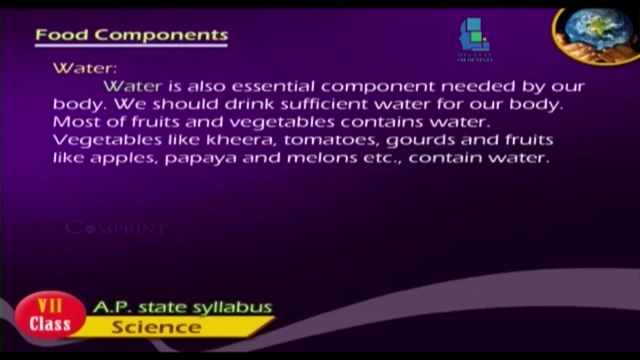 Food Components
Water:
Water is also essential component needed by our
body. We should drink sufficient water for our body.
Most of fruits and vegetables contains water.
Vegetables like kheera, tomatoes, gourds and fruits
like apples, papaya and melons etc., contain water.
COMPRINT
VII
Class
A.P. state syllabus
Science